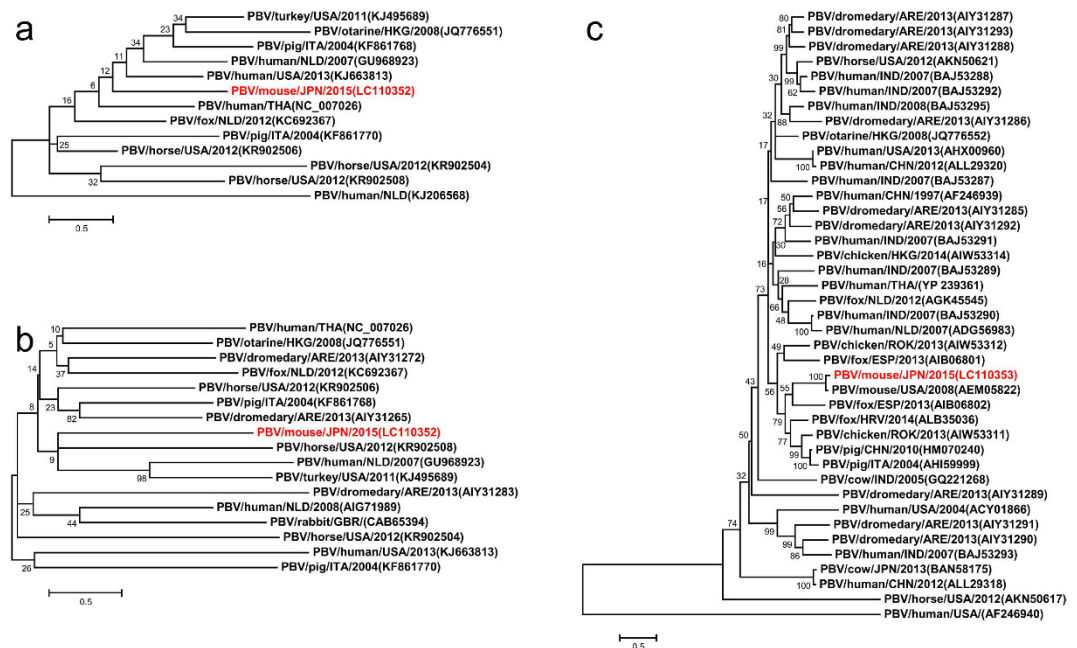 a
PBV/turkey/USA/2011(KJ495689)
PBV/otarine/HKG/2008(JQ776551)
PBV/pig/ITA/2004(KF861768)
PBV/human/NLD/2007(GU968923)
PBV/human/USA/2013(KJ663813)
PBV/mouse/JPN/2015(LC110352)
PBV/human/THA(NC_007026)
PBV/fox/NLD/2012(KC692367)
PBV/pig/ITA/2004(KF861770)
PBV/horse/USA/2012(KR902506)
PBV/horse/USA/2012(KR902504)
PBV/horse/USA/2012(KR902508)
PBV/human/NLD(KJ206568)
34
23
34
11
12
6
16
25
32
0.5
b
PBV/human/THA(NC_007026)
PBV/otarine/HKG/2008(JQ776551)
PBV/dromedary/ARE/2013(AIY31272)
PBV/fox/NLD/2012(KC692367)
PBV/horse/USA/2012(KR902506)
PBV/pig/ITA/2004(KF861768)
PBV/dromedary/ARE/2013(AIY31265)
PBV/mouse/JPN/2015(LC110352)
PBV/horse/USA/2012(KR902508)
PBV/human/NLD/2007(GU968923)
PBV/turkey/USA/2011(KJ495689)
PBV/dromedary/ARE/2013(AIY31283)
PBV/human/NLD/2008(AIG71989)
PBV/rabbit/GBR/(CAB65394)
PBV/horse/USA/2012(KR902504)
PBV/human/USA/2013(KJ663813)
PBV/pig/ITA/2004(KF861770)
10
5
37
14
8
23
82
9
98
25
44
26
0.5
c
PBV/dromedary/ARE/2013(AIY31287)
PBV/dromedary/ARE/2013(AIY31293)
PBV/dromedary/ARE/2013(AIY31288)
PBV/horse/USA/2012(AKN50621)
PBV/human/IND/2007(BAJ53288)
PBV/human/IND/2007(BAJ53292)
PBV/human/IND/2008(BAJ53295)
PBV/dromedary/ARE/2013(AIY31286)
PBV/otarine/HKG/2008(JQ776552)
PBV/human/USA/2013(AHX00960)
PBV/human/CHN/2012(ALL29320)
PBV/human/IND/2007(BAJ53287)
PBV/human/CHN/1997(AF246939)
PBV/dromedary/ARE/2013(AIY31285)
PBV/dromedary/ARE/2013(AIY31292)
PBV/human/IND/2007(BAJ53291)
PBV/chicken/HKG/2014(AIW53314)
PBV/human/IND/2007(BAJ53289)
PBV/human/THA/(YP 239361)
PBV/fox/NLD/2012(AGK45545)
PBV/human/IND/2007(BAJ53290)
PBV/human/NLD/2007(ADG56983)
PBV/chicken/ROK/2013(AIW53312)
PBV/fox/ESP/2013(AIB06801)
PBV/mouse/JPN/2015(LC110353)
PBV/mouse/USA/2008(AEM05822)
PBV/fox/ESP/2013(AIB06802)
PBV/fox/HRV/2014(ALB35036)
PBV/chicken/ROK/2013(AIW53311)
PBV/pig/CHN/2010(HM070240)
PBV/pig/ITA/2004(AHI59999)
PBV/cow/IND/2005(GQ221268)
PBV/dromedary/ARE/2013(AIY31289)
PBV/human/USA/2004(ACY01866)
PBV/dromedary/ARE/2013(AIY31291)
PBV/dromedary/ARE/2013(AIY31290)
PBV/human/IND/2007(BAJ53293)
PBV/cow/JPN/2013(BAN58175)
PBV/human/CHN/2012(ALL29318)
PBV/horse/USA/2012(AKN50617)
PBV/human/USA/(AF246940)
80
81
99
30
99
62
32
88
17
100
17
50
56
72
30
16
28
66
48
100
73
49
100
56
55
43
79
77
99
100
50
32
99
99
86
74
100
0.5